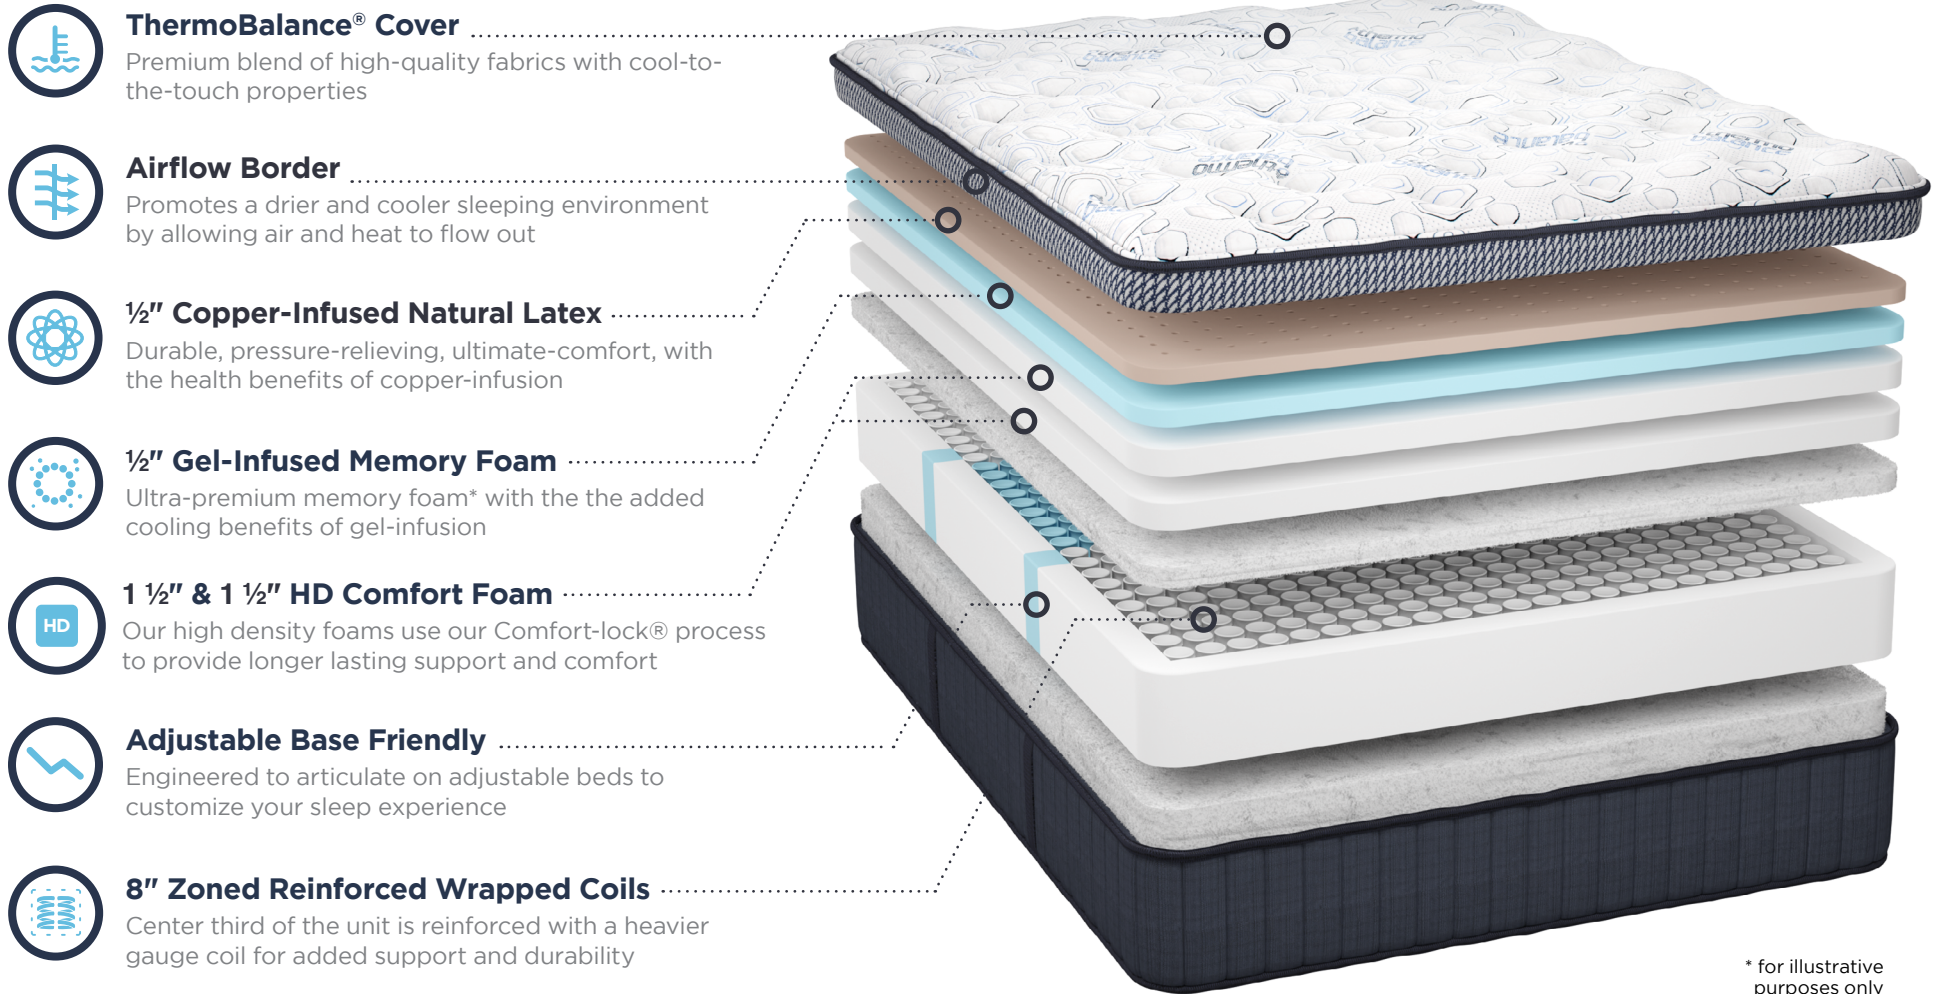 ThermoBalance® Cover
Premium blend of high-quality fabrics with cool-to-
the-touch properties
Airflow Border
Promotes a drier and cooler sleeping environment
by allowing air and heat to flow out
½" Copper-Infused Natural Latex
Durable, pressure-relieving, ultimate-comfort, with
the health benefits of copper-infusion
½" Gel-Infused Memory Foam
Ultra-premium memory foam* with the the added
cooling benefits of gel-infusion
HD
1 ½" & 1 ½" HD Comfort Foam
Our high density foams use our Comfort-lock® process
to provide longer lasting support and comfort
Adjustable Base Friendly
Engineered to articulate on adjustable beds to
customize your sleep experience
8" Zoned Reinforced Wrapped Coils
Center third of the unit is reinforced with a heavier
gauge coil for added support and durability
thermo
balance
thermo
balance
* for illustrative
purposes only